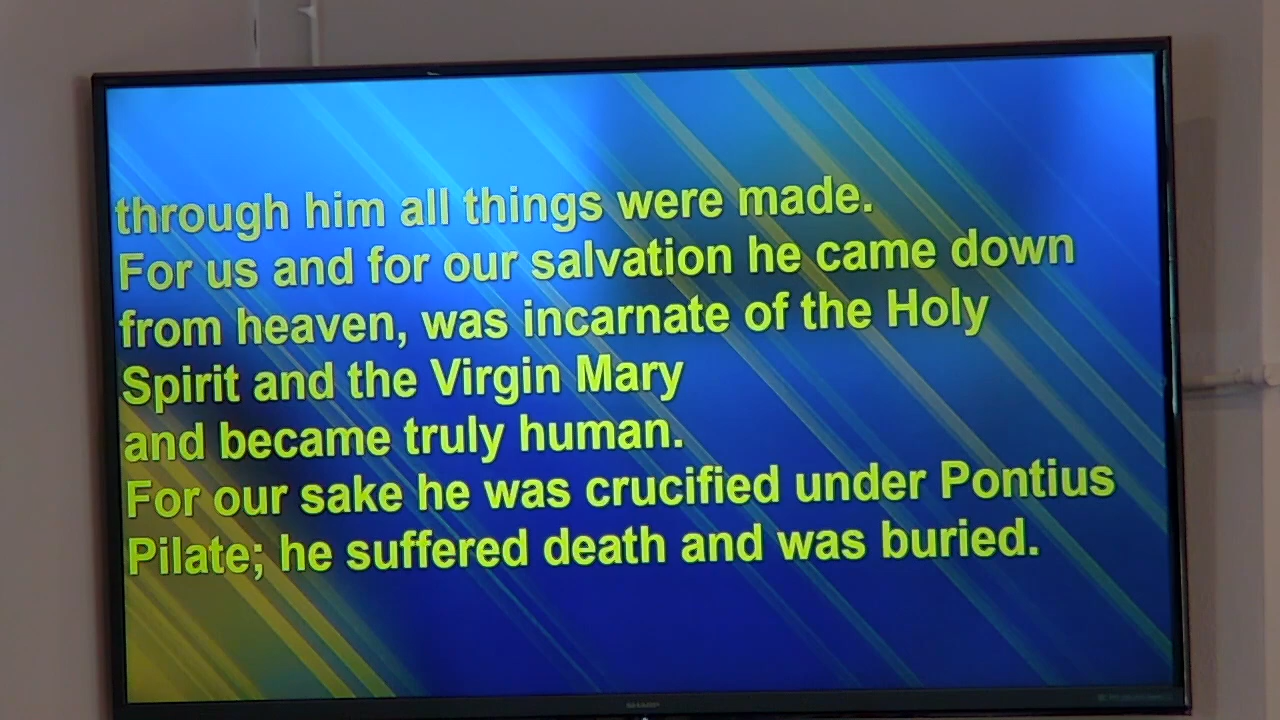 through him all things were made.
For us and for our salvation he came down
from heaven, was incarnate of the Holy
Spirit and the Virgin Mary
and became truly human.
For our sake he was crucified under Pontius
Pilate; he suffered death and was buried.
SHARP